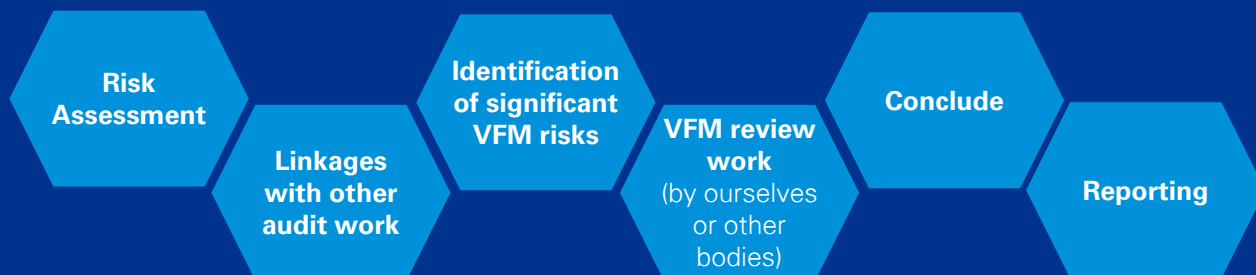 Risk
Assessment
Linkages
with other
audit work
Identification
of significant
VFM risks
VFM review
work
(by ourselves
or other
bodies)
Conclude
Reporting